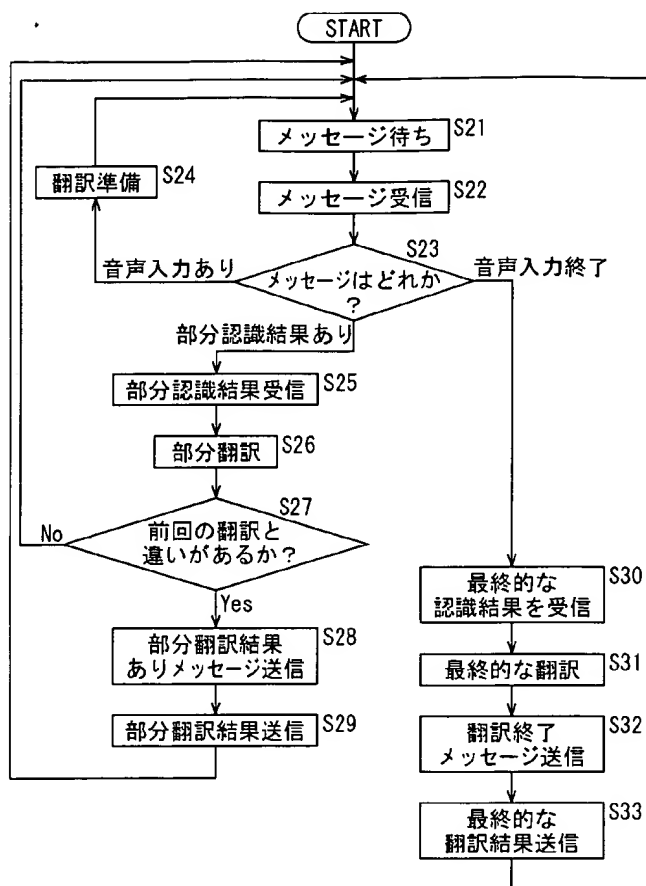 START
メッセージ待ち
S21
メッセージ受信
S22
翻訳準備
S24
S23
メッセージはどれか
?
音声入力あり
音声入力終了
部分認識結果あり
部分認識結果受信
S25
部分翻訳
S26
S27
前回の翻訳と
違いがあるか?
No
Yes
部分翻訳結果
ありメッセージ送信
S28
部分翻訳結果送信
S29
最終的な
認識結果を受信
S30
最終的な翻訳
S31
翻訳終了
メッセージ送信
S32
最終的な
翻訳結果送信
S33